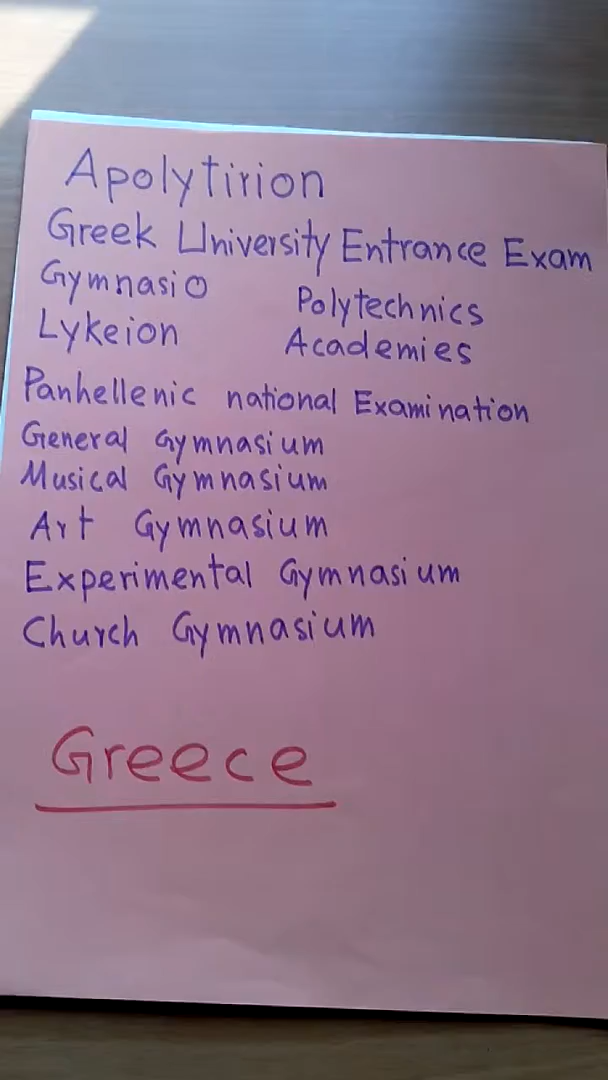 Apolytirion
Greek University Entrance Exam
Gymnasio
Polytechnics
Lykeion
Academies
Panhellenic national Examination
General Gymnasium
Musical Gymnasium
Art Gymnasium
Experimental Gymnasium
Church Gymnasium
Greece